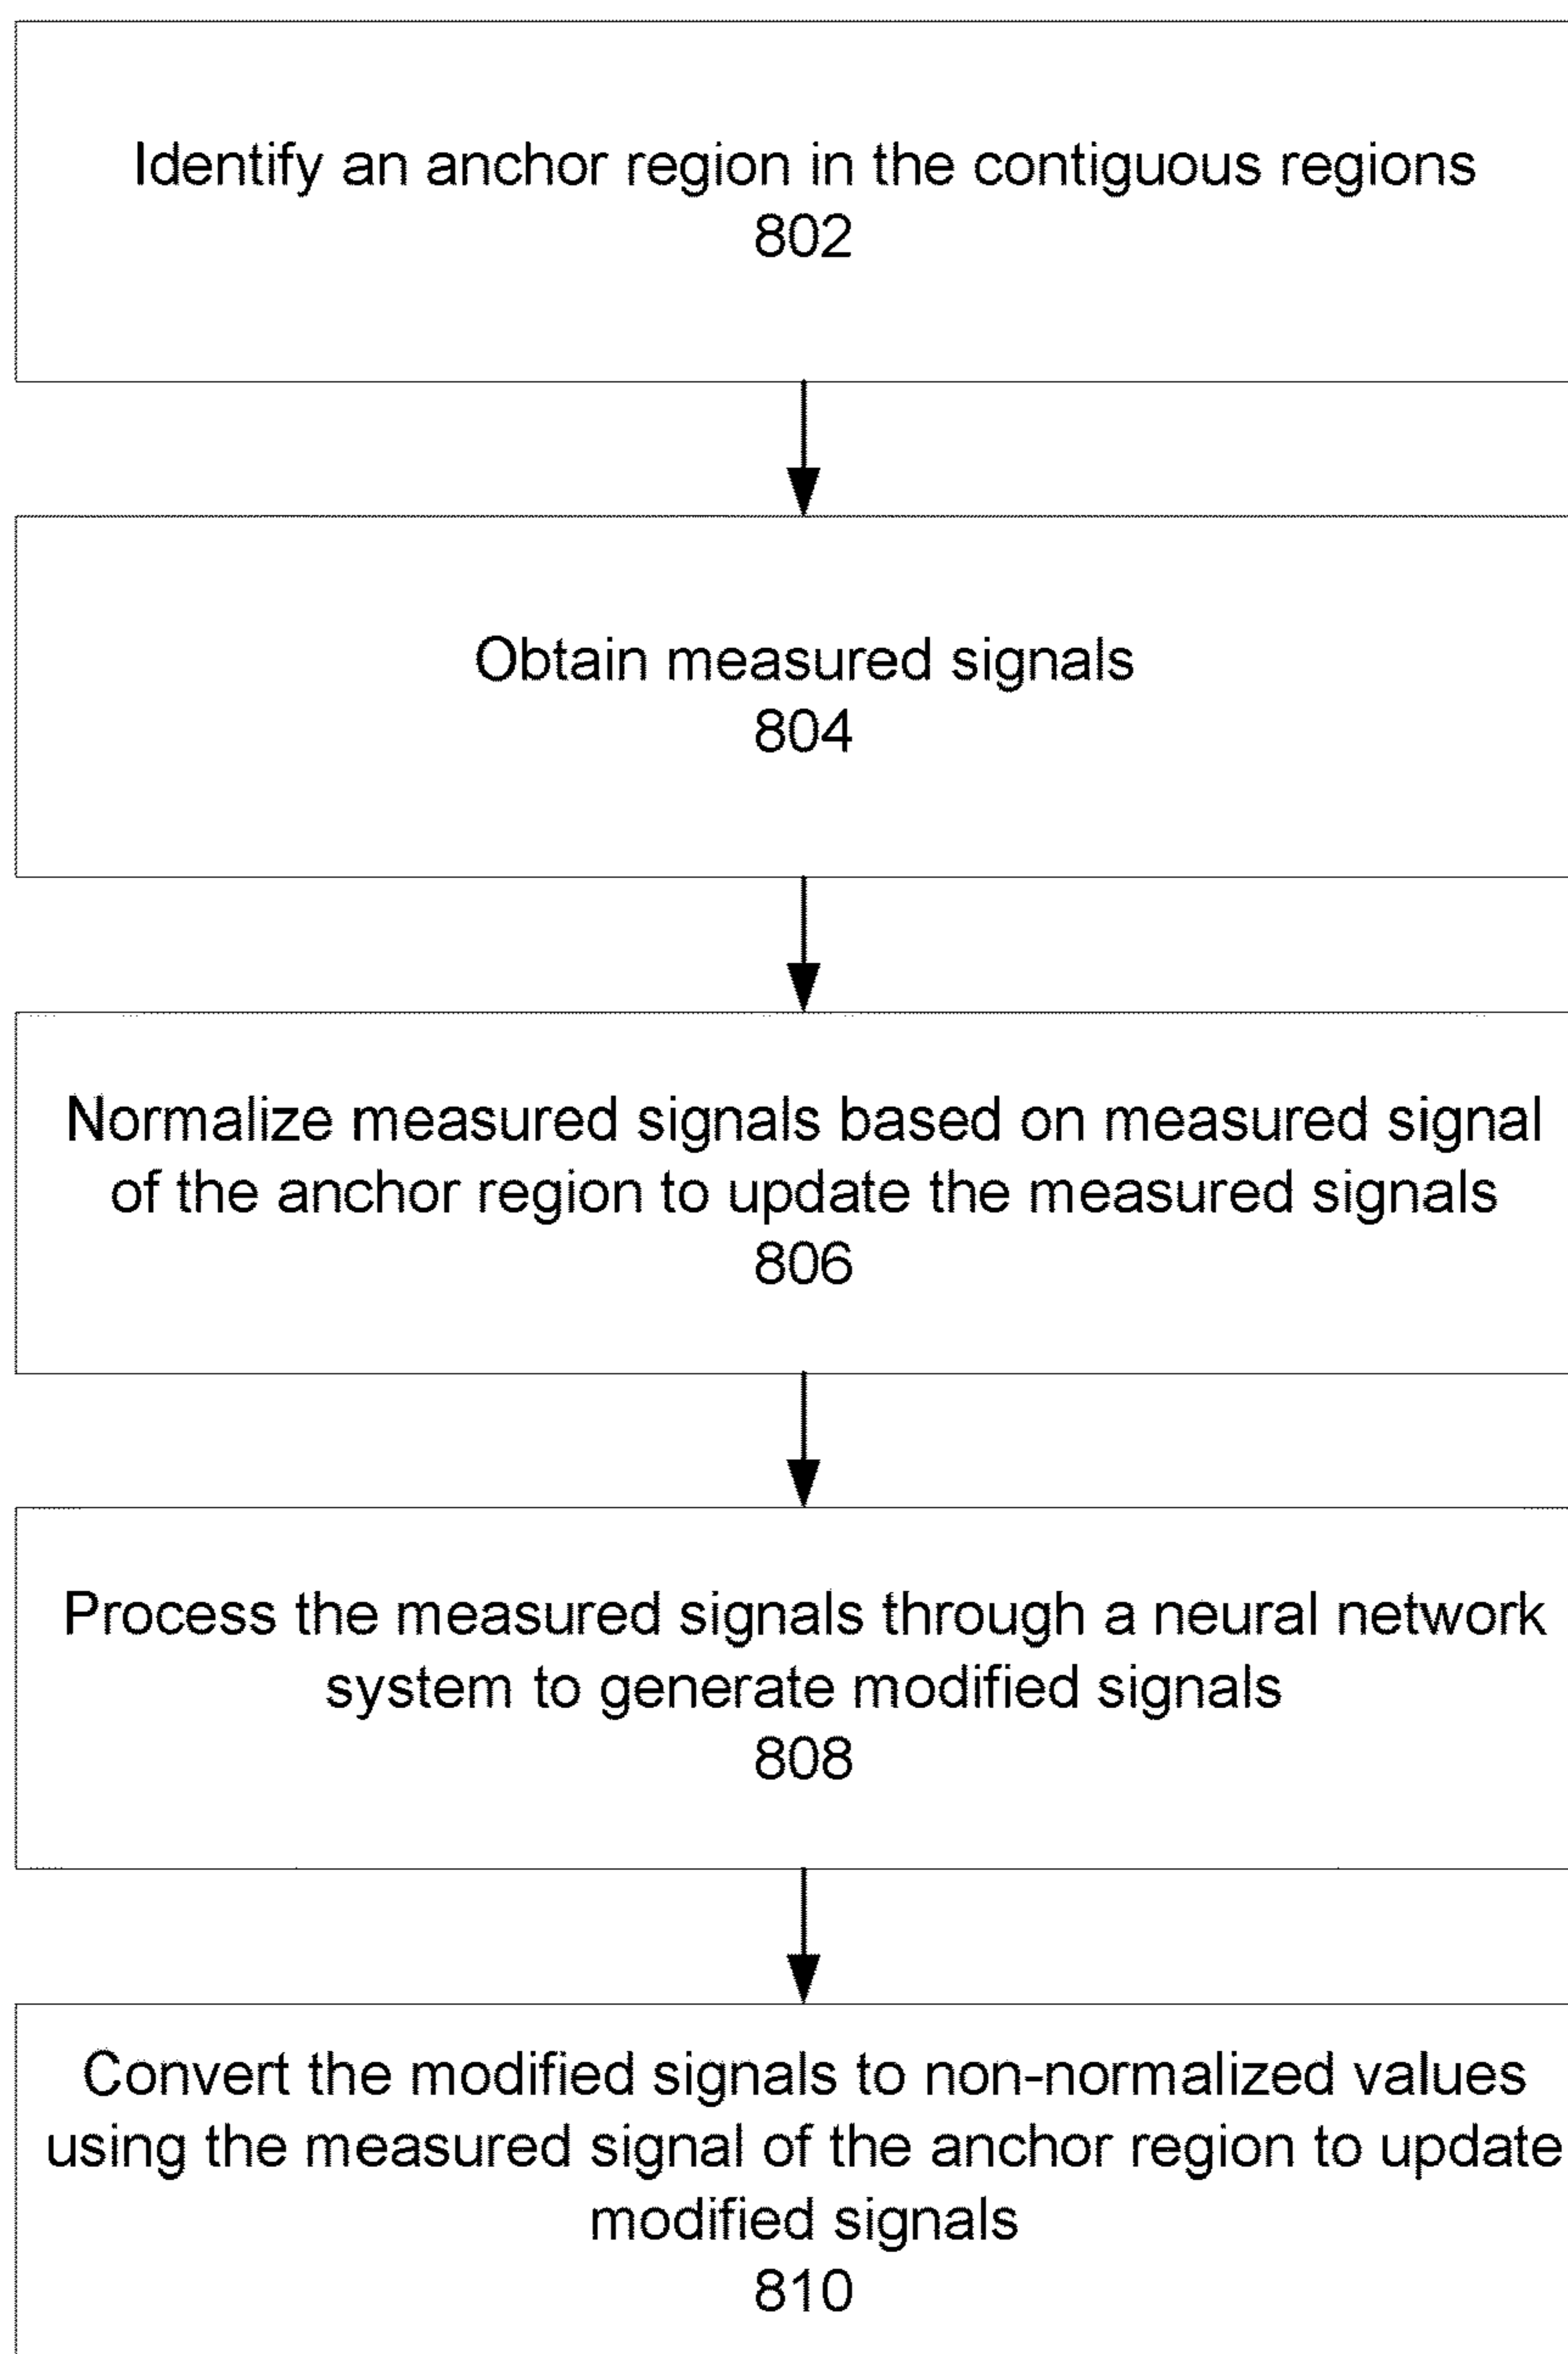 Identify an anchor region in the contiguous regions
802
Obtain measured signals
804
Normalize measured signals based on measured signal
of the anchor region to update the measured signals
806
Process the measured signals through a neural network
system to generate modified signals
808
Convert the modified signals to non-normalized values
using the measured signal of the anchor region to update
modified signals
810